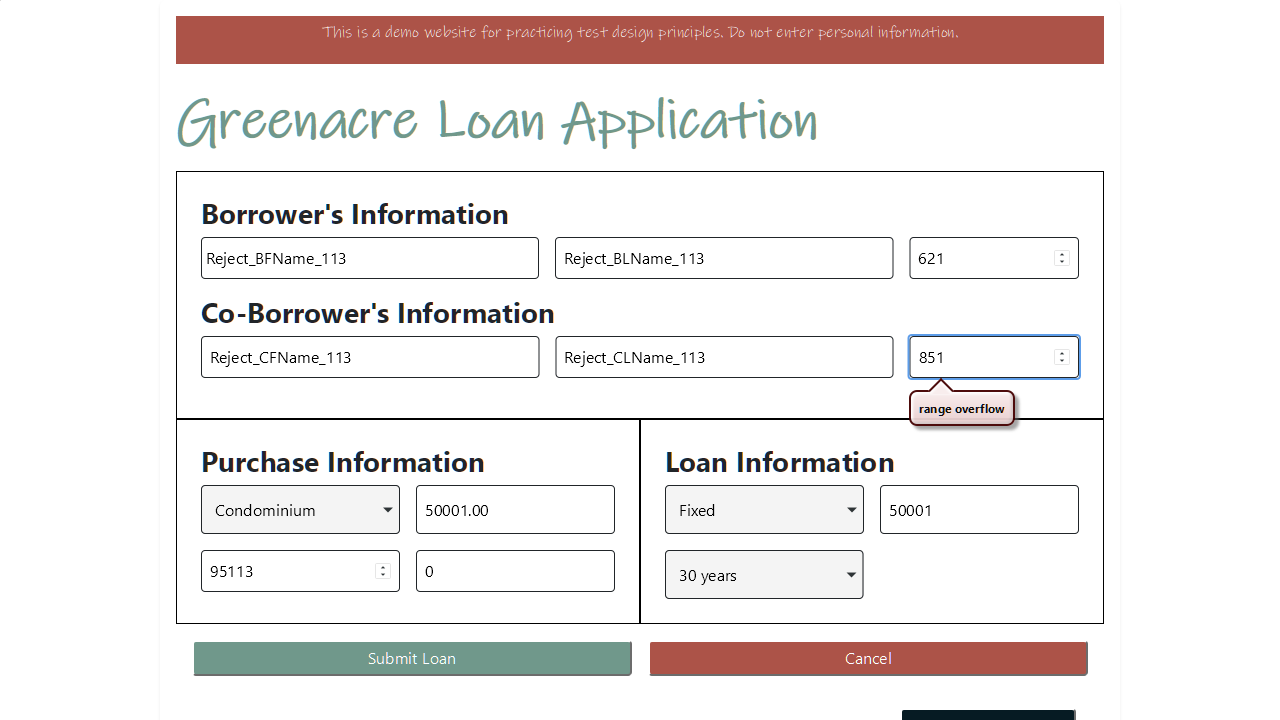 This is a demo website for practicing test design principles. Do not enter personal information.
Greenacre Loan Application
Borrower's Information
Reject_BFName_113 Reject_BLName_113 621
Co-Borrower's Information
Reject_CFName_113 Reject_CLName_113 851
range overflow
Purchase Information
Condominium 50001.00
95113 0
Loan Information
Fixed 50001
30 years
Submit Loan Cancel